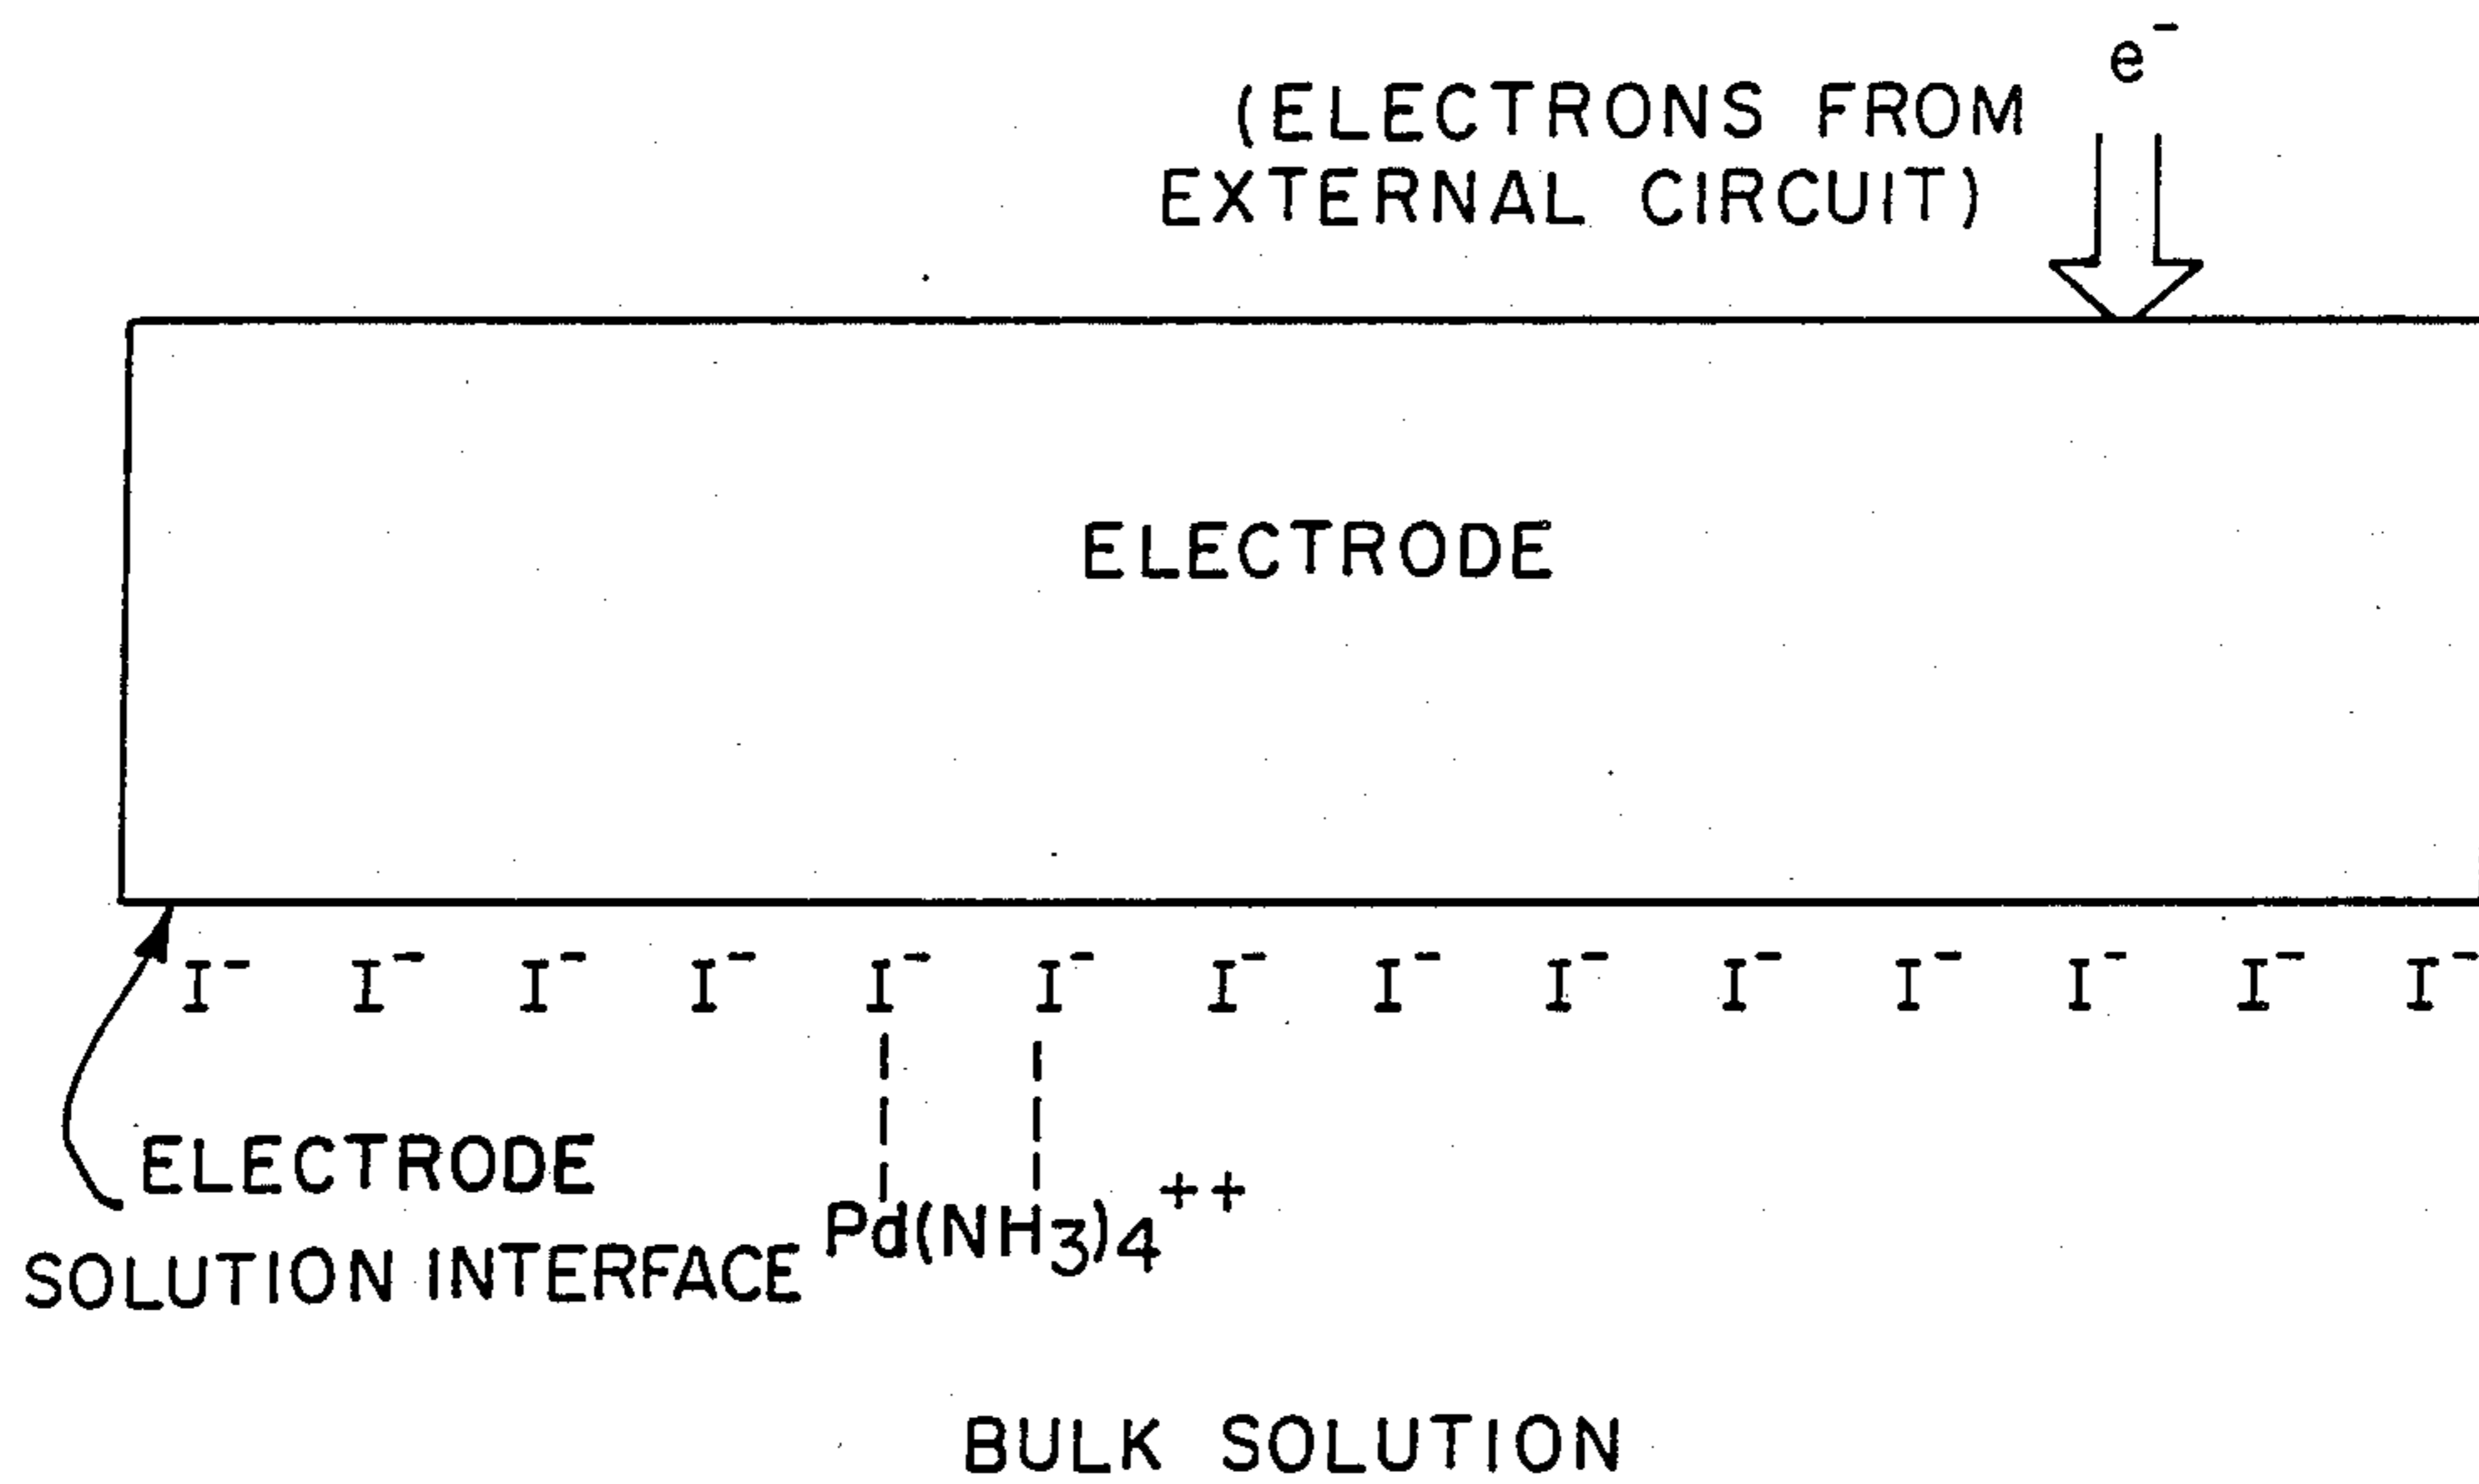 e⁻
(ELECTRONS FROM
EXTERNAL CIRCUIT)
ELECTRODE
I⁻ I⁻ I⁻ I⁻ I⁻ I⁻ I⁻ I⁻ I⁻ I⁻ I⁻ I⁻ I⁻ I⁻
ELECTRODE
SOLUTION INTERFACE
Pd(NH₃)₄⁺⁺
BULK SOLUTION